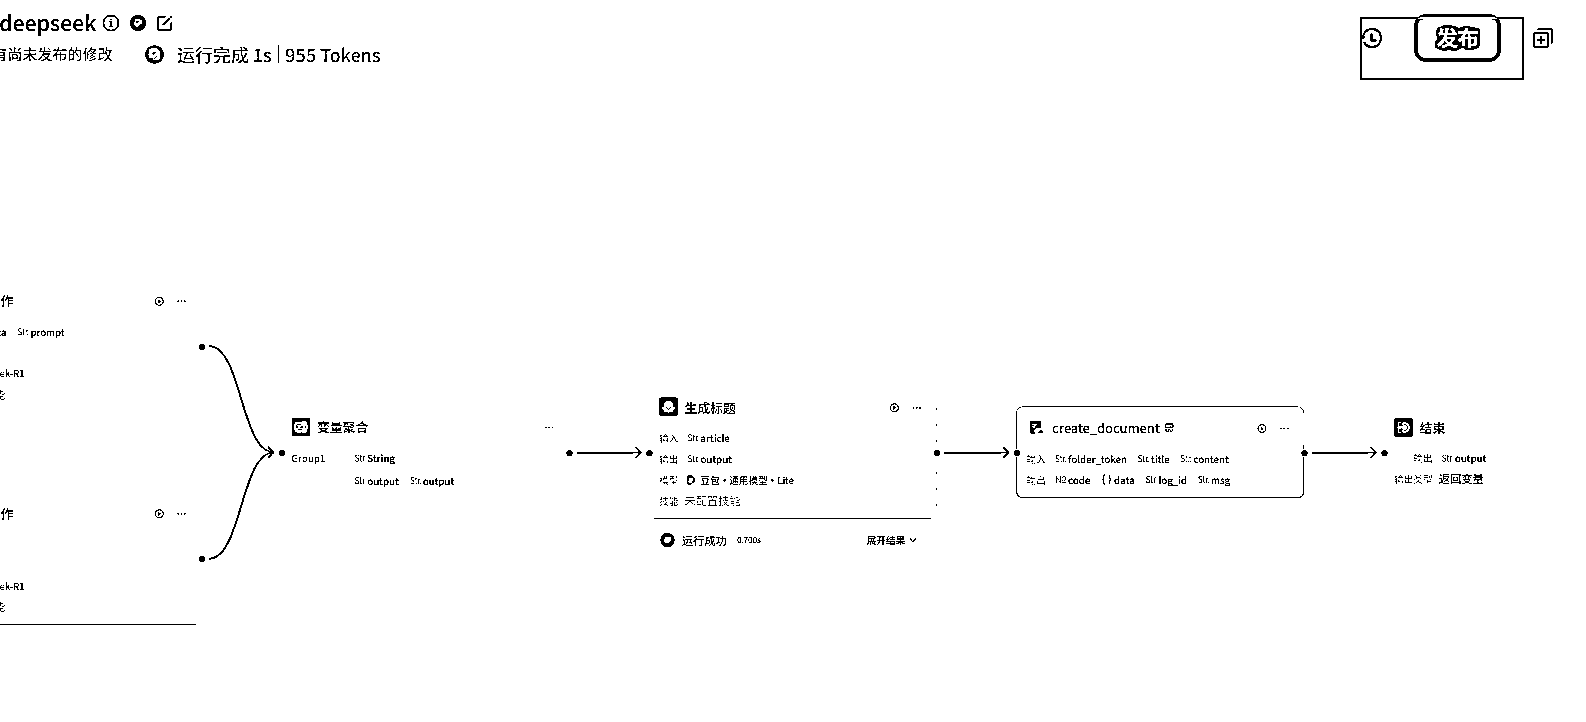 deepseek
有尚未发布的修改 运行完成 1s | 955 Tokens
发布
作
ta Str. prompt
ek-R1
能
作
ek-R1
能
变量聚合
Group1 Str. String
Str. output Str. output
生成标题
输入 Str. article
输出 Str. output
模型 豆包·通用模型·Lite
技能 未配置技能
运行成功 0.700s 展开结果
create_document
输入 Str. folder_token Str. title Str. content
输出 code {} data Str. log_id Str. msg
结束
输出 Str. output
输出类型 返回变量